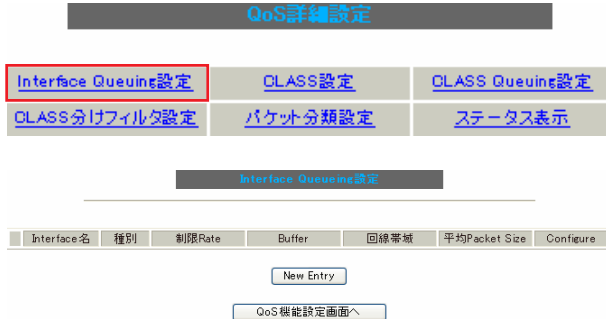 QoS詳細設定
Interface Queuing設定 CLASS設定 CLASS Queuing設定
CLASS分けフィルタ設定 パケット分類設定 ステータス表示
Interface Queueing設定
Interface名 種別 制限Rate Buffer 回線帯域 平均Packet Size Configure
New Entry
QoS機能設定画面へ